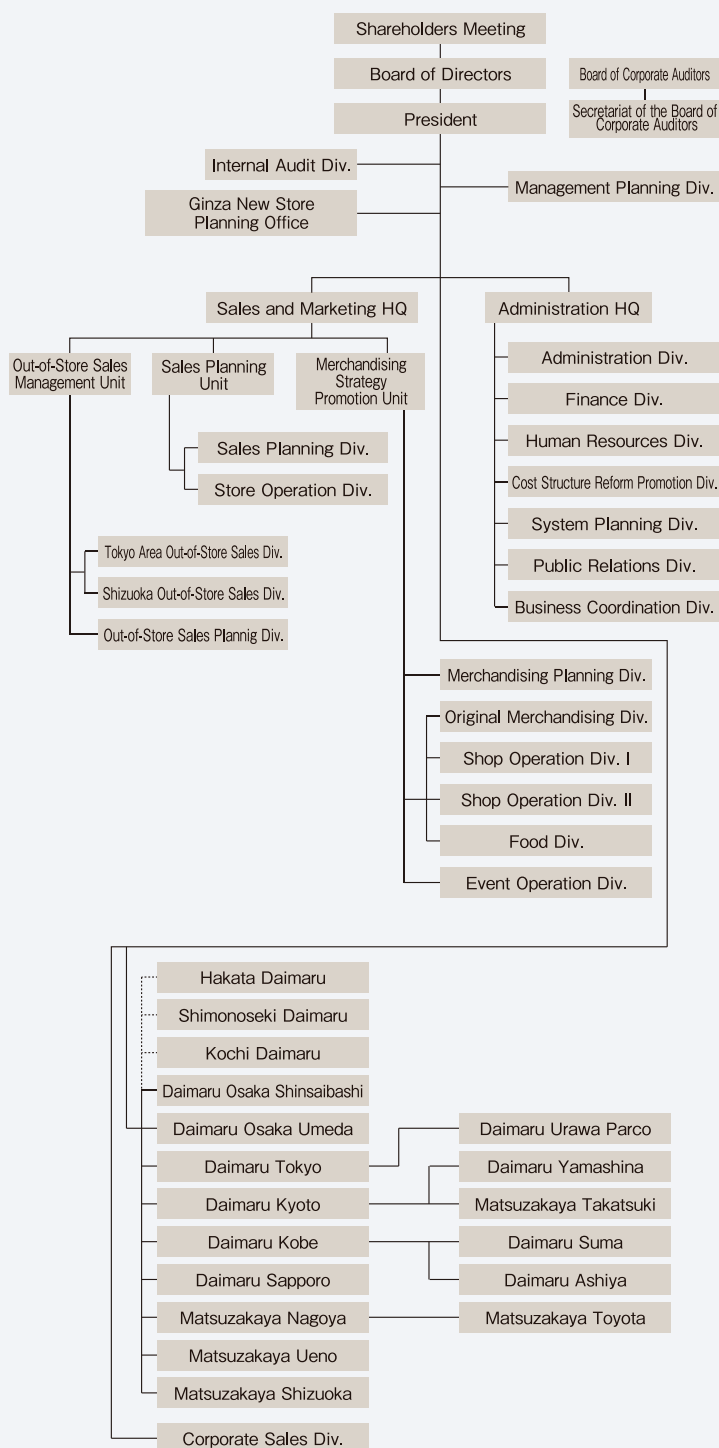 Shareholders Meeting
Board of Directors
Board of Corporate Auditors
President
Secretariat of the Board of
Corporate Auditors
Internal Audit Div.
Management Planning Div.
Ginza New Store
Planning Office
Sales and Marketing HQ
Administration HQ
Out-of-Store Sales
Management Unit
Sales Planning
Unit
Merchandising
Strategy
Promotion Unit
Administration Div.
Finance Div.
Human Resources Div.
Cost Structure Reform Promotion Div.
System Planning Div.
Public Relations Div.
Business Coordination Div.
Sales Planning Div.
Store Operation Div.
Tokyo Area Out-of-Store Sales Div.
Shizuoka Out-of-Store Sales Div.
Out-of-Store Sales Plannig Div.
Merchandising Planning Div.
Original Merchandising Div.
Shop Operation Div. I
Shop Operation Div. II
Food Div.
Event Operation Div.
Hakata Daimaru
Shimonoseki Daimaru
Kochi Daimaru
Daimaru Osaka Shinsaibashi
Daimaru Osaka Umeda
Daimaru Urawa Parco
Daimaru Tokyo
Daimaru Yamashina
Daimaru Kyoto
Matsuzakaya Takatsuki
Daimaru Kobe
Daimaru Suma
Daimaru Sapporo
Daimaru Ashiya
Matsuzakaya Nagoya
Matsuzakaya Toyota
Matsuzakaya Ueno
Matsuzakaya Shizuoka
Corporate Sales Div.